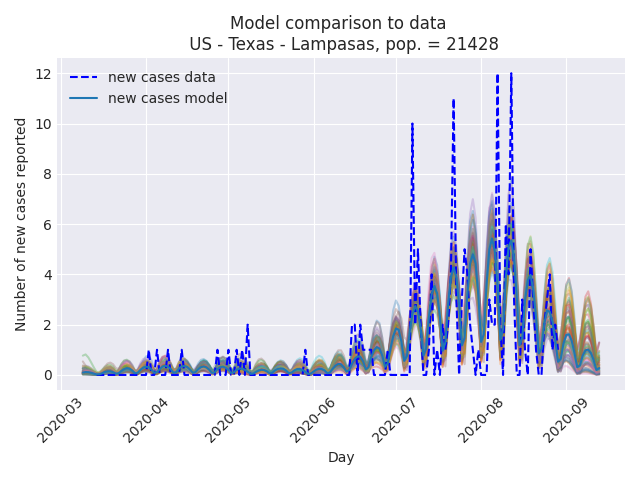 Model comparison to data
US - Texas - Lampasas, pop. = 21428
new cases data
new cases model
Number of new cases reported
12
10
8
6
4
2
0
2020-03
2020-04
2020-05
2020-06
2020-07
2020-08
2020-09
Day